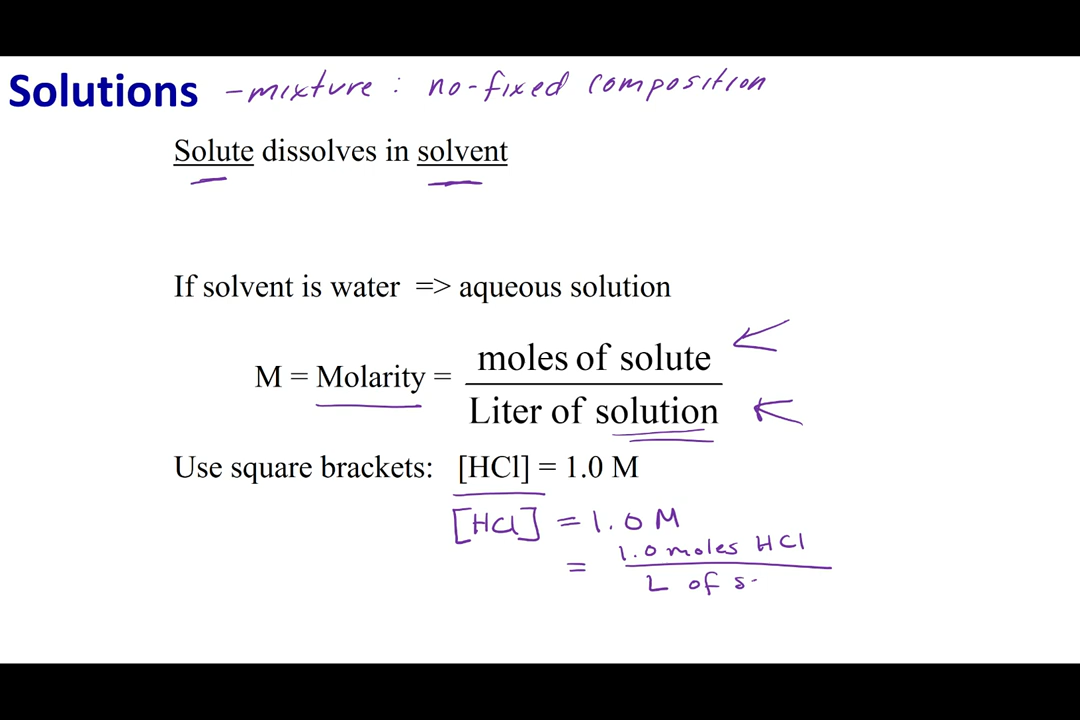 Solutions - mixture : no-fixed composition
Solute dissolves in solvent
If solvent is water => aqueous solution
M = Molarity = moles of solute
Liter of solution
Use square brackets: [HCl] = 1.0 M
[HCl] = 1.0 M
= 1.0 moles HCl
L of s